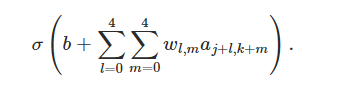 σ ( b + ∑_{l=0}^{4} ∑_{m=0}^{4} w_{l,m} a_{j+l,k+m} ) .